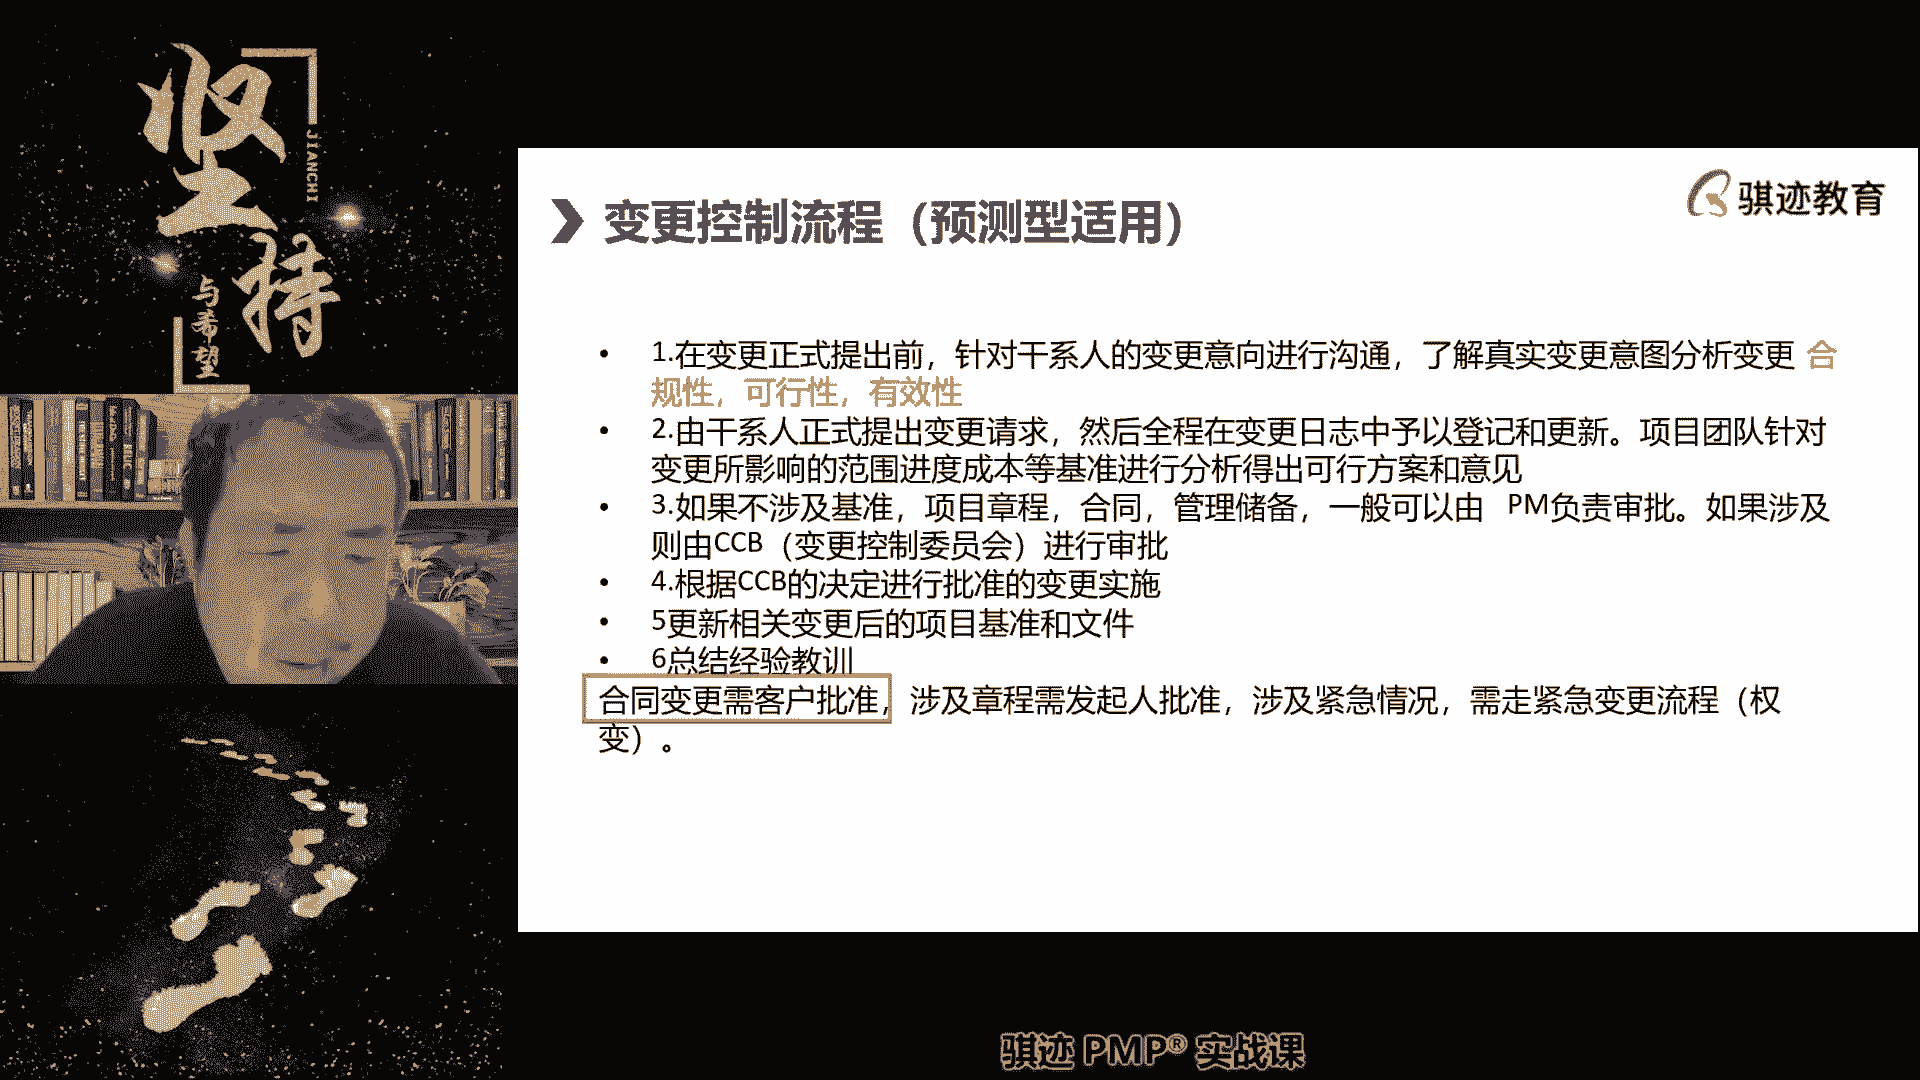 坚持
JIANCHI
与希望
骐迹教育
变更控制流程（预测型适用）
• 1.在变更正式提出前，针对干系人的变更意向进行沟通，了解真实变更意图分析变更 合
规性，可行性，有效性
• 2.由干系人正式提出变更请求，然后全程在变更日志中予以登记和更新。项目团队针对
变更所影响的范围进度成本等基准进行分析得出可行方案和意见
• 3.如果不涉及基准，项目章程，合同，管理储备，一般可以由 PM负责审批。如果涉及
则由CCB（变更控制委员会）进行审批
• 4.根据CCB的决定进行批准的变更实施
• 5更新相关变更后的项目基准和文件
• 6总结经验教训
合同变更需客户批准，涉及章程需发起人批准，涉及紧急情况，需走紧急变更流程（权
变）。
骐迹 PMP® 实战课